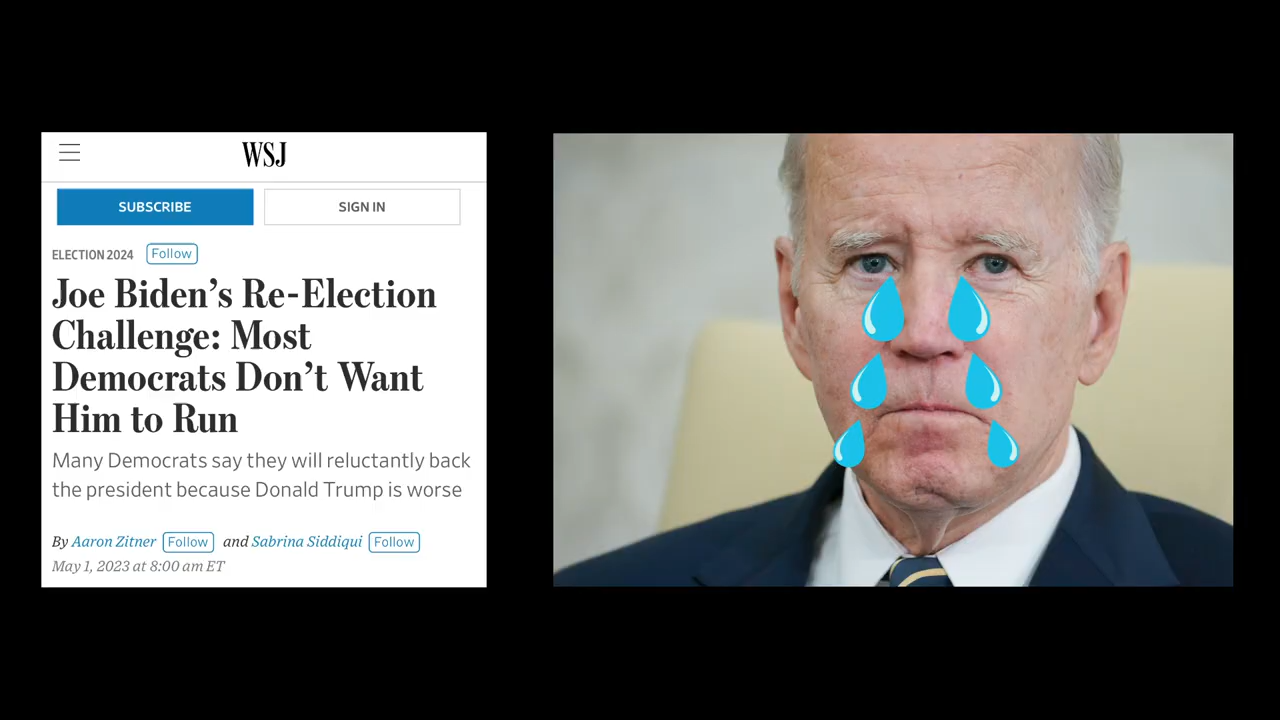 WSJ
SUBSCRIBE
SIGN IN
ELECTION 2024 Follow
Joe Biden’s Re-Election
Challenge: Most
Democrats Don’t Want
Him to Run
Many Democrats say they will reluctantly back
the president because Donald Trump is worse
By Aaron Zitner Follow and Sabrina Siddiqui Follow
May 1, 2023 at 8:00 am ET